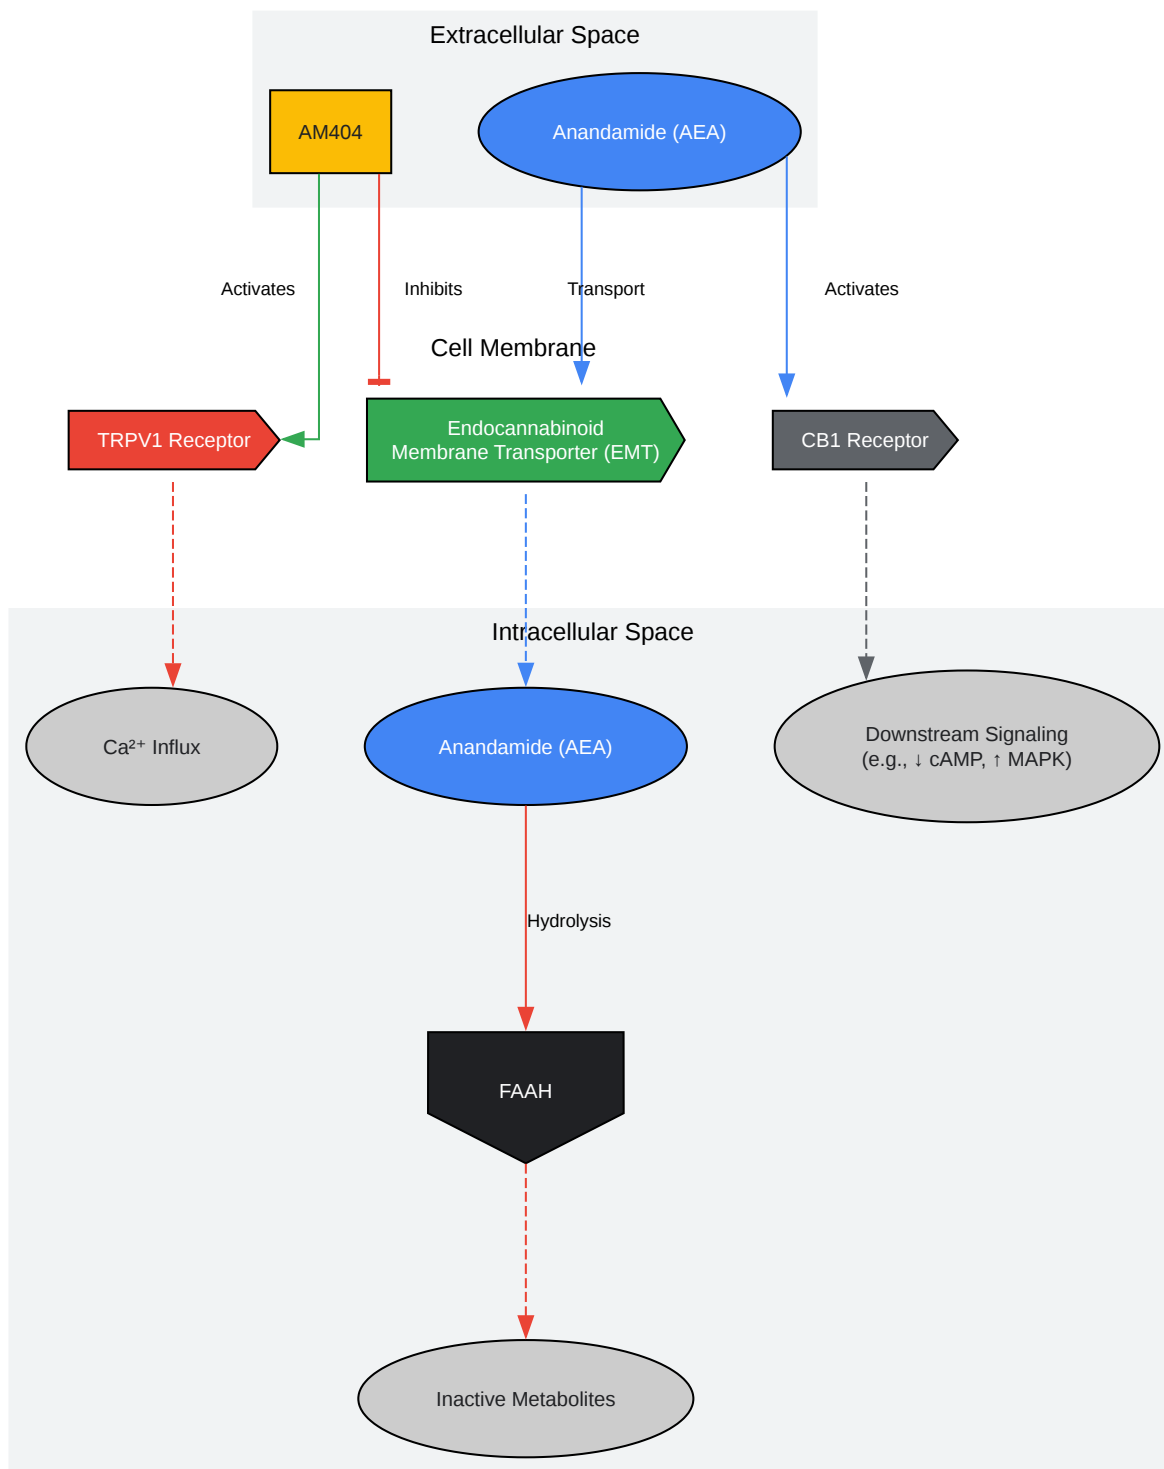 Extracellular Space
AM404
Anandamide (AEA)
Activates
Inhibits
Transport
Activates
Cell Membrane
TRPV1 Receptor
Endocannabinoid
Membrane Transporter (EMT)
CB1 Receptor
Intracellular Space
Ca²⁺ Influx
Anandamide (AEA)
Downstream Signaling
(e.g., ↓ cAMP, ↑ MAPK)
Hydrolysis
FAAH
Inactive Metabolites